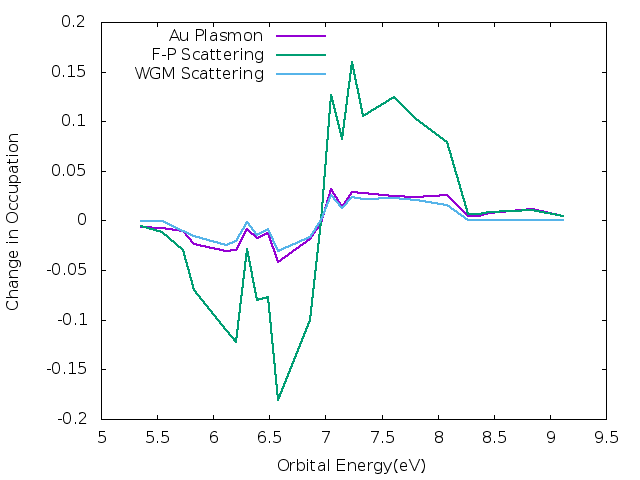 0.2
0.15
0.1
0.05
0
-0.05
-0.1
-0.15
-0.2
Change in Occupation
Au Plasmon
F-P Scattering
WGM Scattering
5 5.5 6 6.5 7 7.5 8 8.5 9 9.5
Orbital Energy(eV)